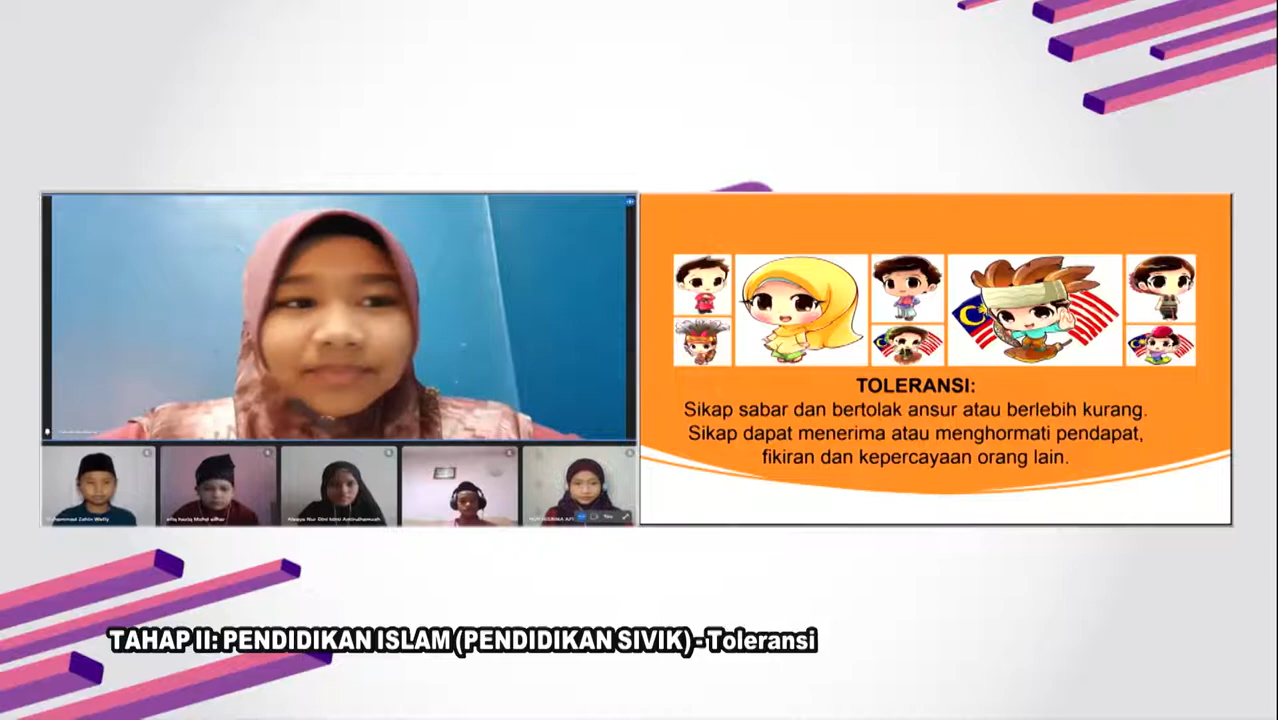 TOLERANSI:
Sikap sabar dan bertolak ansur atau berlebih kurang.
Sikap dapat menerima atau menghormati pendapat,
fikiran dan kepercayaan orang lain.
TAHAP II: PENDIDIKAN ISLAM (PENDIDIKAN SIVIK) - Toleransi